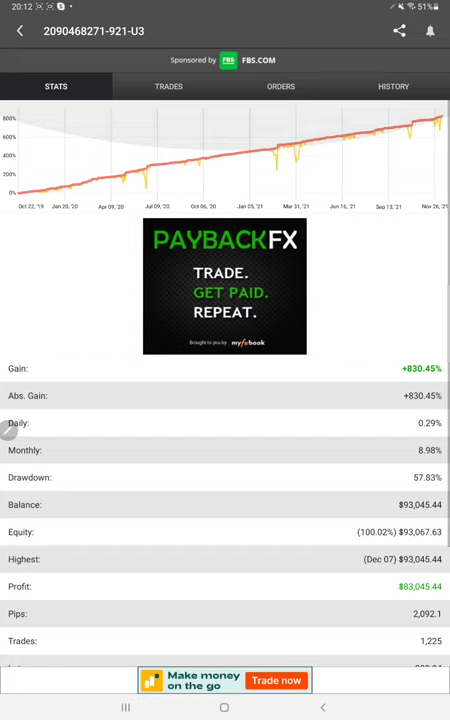 20:12
51%
2090468271-921-U3
Sponsored by FBS FBS.COM
STATS TRADES ORDERS HISTORY
800%
600%
400%
200%
0%
Oct 22, '19 Jan 20, '20 Apr 09, '20 Jul 09, '20 Oct 06, '20 Jan 05, '21 Mar 31, '21 Jun 16, '21 Sep 13, '21 Nov 26, '21
PAYBACKFX
TRADE.
GET PAID.
REPEAT.
Brought to you by myfxbook
Gain: +830.45%
Abs. Gain: +830.45%
Daily: 0.29%
Monthly: 8.98%
Drawdown: 57.83%
Balance: $93,045.44
Equity: (100.02%) $93,067.63
Highest: (Dec 07) $93,045.44
Profit: $83,045.44
Pips: 2,092.1
Trades: 1,225
Make money
on the go
Trade now